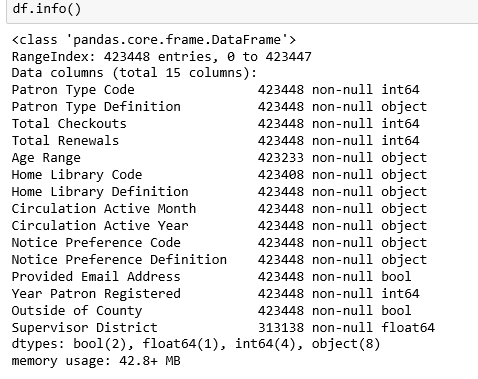 df.info()
<class 'pandas.core.frame.DataFrame'>
RangeIndex: 423448 entries, 0 to 423447
Data columns (total 15 columns):
Patron Type Code 423448 non-null int64
Patron Type Definition 423448 non-null object
Total Checkouts 423448 non-null int64
Total Renewals 423448 non-null int64
Age Range 423233 non-null object
Home Library Code 423408 non-null object
Home Library Definition 423448 non-null object
Circulation Active Month 423448 non-null object
Circulation Active Year 423448 non-null object
Notice Preference Code 423448 non-null object
Notice Preference Definition 423448 non-null object
Provided Email Address 423448 non-null bool
Year Patron Registered 423448 non-null int64
Outside of County 423448 non-null bool
Supervisor District 313138 non-null float64
dtypes: bool(2), float64(1), int64(4), object(8)
memory usage: 42.8+ MB